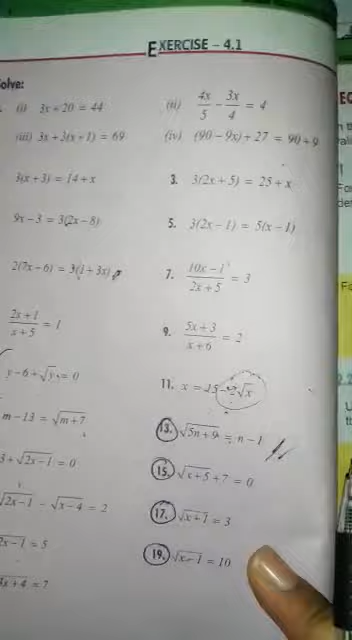 EXERCISE – 4.1
olve:
(i) 3x + 20 = 44
(ii) 4x/5 - 3x/4 = 4
(iii) 3x + 3(x + 1) = 69
(iv) (90 - 9x) + 27 = 90 + 9
3(x + 3) = 14 + x
3. 3(2x + 5) = 25 + x
9x - 3 = 3(2x - 8)
5. 3(2x - 1) = 5(x - 1)
2(7x - 6) = 3(1 + 3x)
7. (10x - 1)/(2x + 5) = 3
(2x + 1)/(x + 5) = 1
9. (5x + 3)/(x + 6) = 2
y - 6 + √y = 0
11. x = 15 - 2√x
m - 13 = √(m + 7)
13. √(5n + 9) = n - 1
3 + √(2x - 1) = 0
15. √(x + 5) + 7 = 0
√(2x - 1) - √(x - 4) = 2
17. √(x + 1) = 3
2x - 1 = 5
19. √(x - 1) = 10
3x + 4 = 7